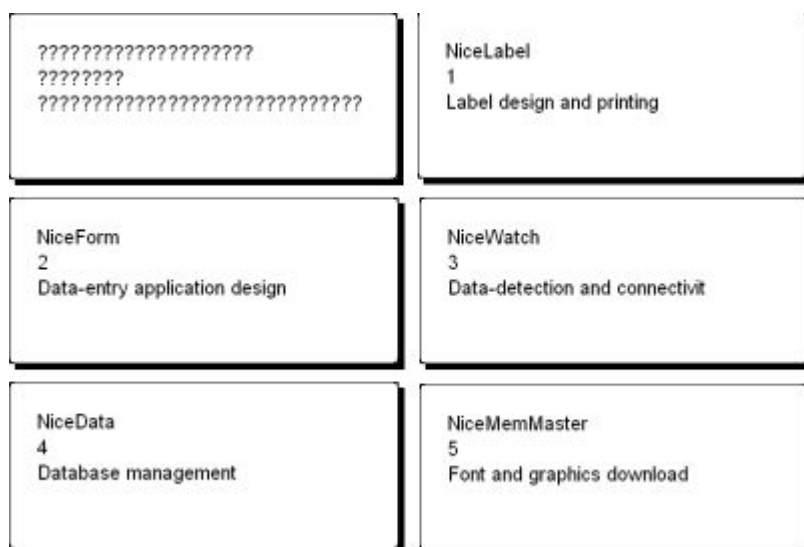 ????????????????????
????????
??????????????????????????????
NiceLabel
1
Label design and printing
NiceForm
2
Data-entry application design
NiceWatch
3
Data-detection and connectivit
NiceData
4
Database management
NiceMemMaster
5
Font and graphics download